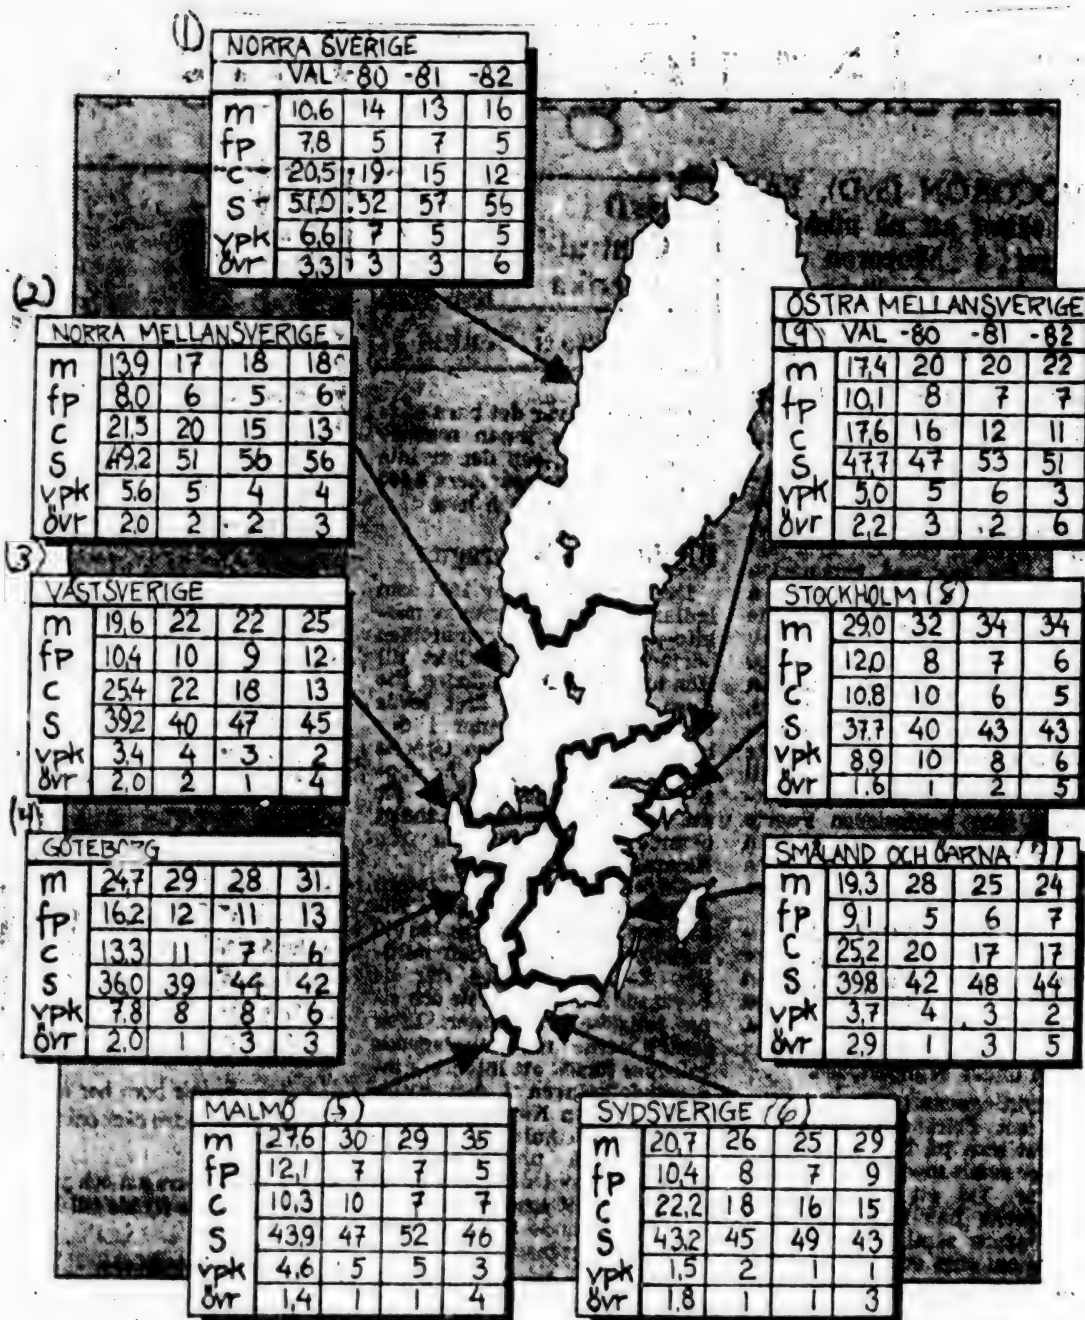 (1)
NORRA SVERIGE
VAL -80 -81 -82
m 10,6 14 13 16
fp 7,8 5 7 5
c 20,5 19 15 12
s 51,0 52 57 56
vpk 6,6 7 5 5
övr 3,3 3 3 6
(2)
NORRA MELLANSVERIGE
m 13,9 17 18 18
fp 8,0 6 5 6
c 21,5 20 15 13
s 49,2 51 56 56
vpk 5,6 5 4 4
övr 2,0 2 2 3
(3)
VÄSTSVERIGE
m 19,6 22 22 25
fp 10,4 10 9 12
c 25,4 22 18 13
s 39,2 40 47 45
vpk 3,4 4 3 2
övr 2,0 2 1 4
(4)
GÖTEBORG
m 24,7 29 28 31
fp 16,2 12 11 13
c 13,3 11 7 6
s 36,0 39 44 42
vpk 7,8 8 8 6
övr 2,0 1 3 3
MALMÖ (5)
m 27,6 30 29 35
fp 12,1 7 7 5
c 10,3 10 7 7
s 43,9 47 52 46
vpk 4,6 5 5 3
övr 1,4 1 1 4
SYDSVERIGE (6)
m 20,7 26 25 29
fp 10,4 8 7 9
c 22,2 18 16 15
s 43,2 45 49 43
vpk 1,5 2 1 1
övr 1,8 1 1 3
SMÅLAND OCH ÖARNA (7)
m 19,3 28 25 24
fp 9,1 5 6 7
c 25,2 20 17 17
s 39,8 42 48 44
vpk 3,7 4 3 2
övr 2,9 1 3 5
STOCKHOLM (8)
m 29,0 32 34 34
fp 12,0 8 7 6
c 10,8 10 6 5
s 37,7 40 43 43
vpk 8,9 10 8 6
övr 1,6 1 2 5
ÖSTRA MELLANSVERIGE
(9) VAL -80 -81 -82
m 17,4 20 20 22
fp 10,1 8 7 7
c 17,6 16 12 11
s 47,7 47 53 51
vpk 5,0 5 6 3
övr 2,2 3 2 6